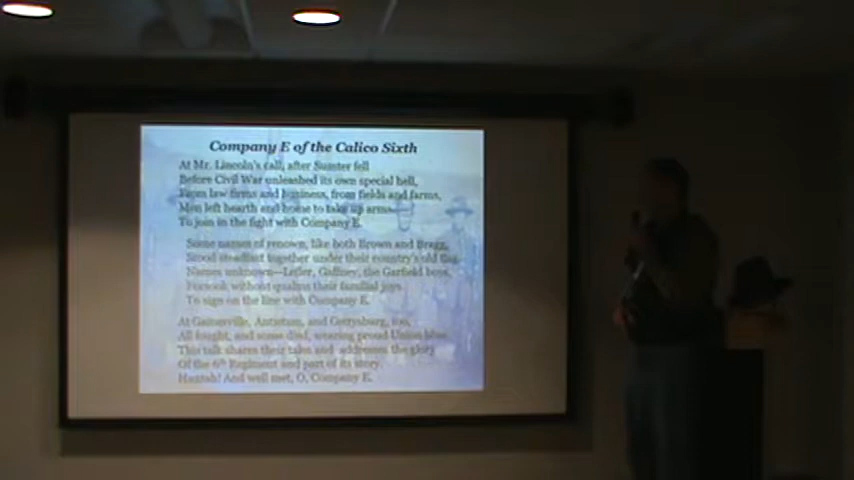 Company E of the Calico Sixth
At Mr. Lincoln's call, after Sumter fell
Before Civil War unleashed its own special hell,
From law firms and business, from fields and farms,
Men left hearth and home to take up arms
To join in the fight with Company E.
Some names of renown, like both Brown and Bragg,
Stood steadfast together under their country's old flag.
Names unknown—Lefler, Gaffney, the Garfield boys,
Forsook without qualms their familial joys
To sign on the line with Company E.
At Gainesville, Antietam, and Gettysburg, too,
All fought, and some died, wearing proud Union blue.
This talk shares their tales and addresses the glory
Of the 6th Regiment and part of its story.
Huzzah! And well met, O, Company E.